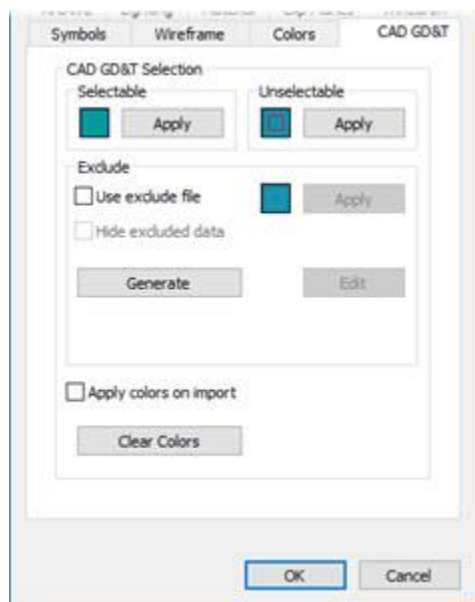 Symbols Wireframe Colors CAD GD&T
CAD GD&T Selection
Selectable Unselectable
Apply Apply
Exclude
Use exclude file Apply
Hide excluded data
Generate Edit
Apply colors on import
Clear Colors
OK Cancel